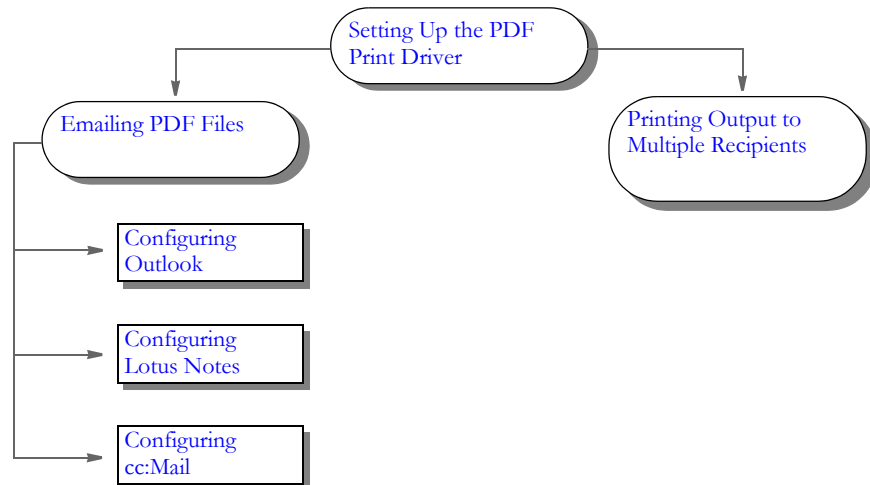 Setting Up the PDF
Print Driver
Emailing PDF Files
Printing Output to
Multiple Recipients
Configuring
Outlook
Configuring
Lotus Notes
Configuring
cc:Mail